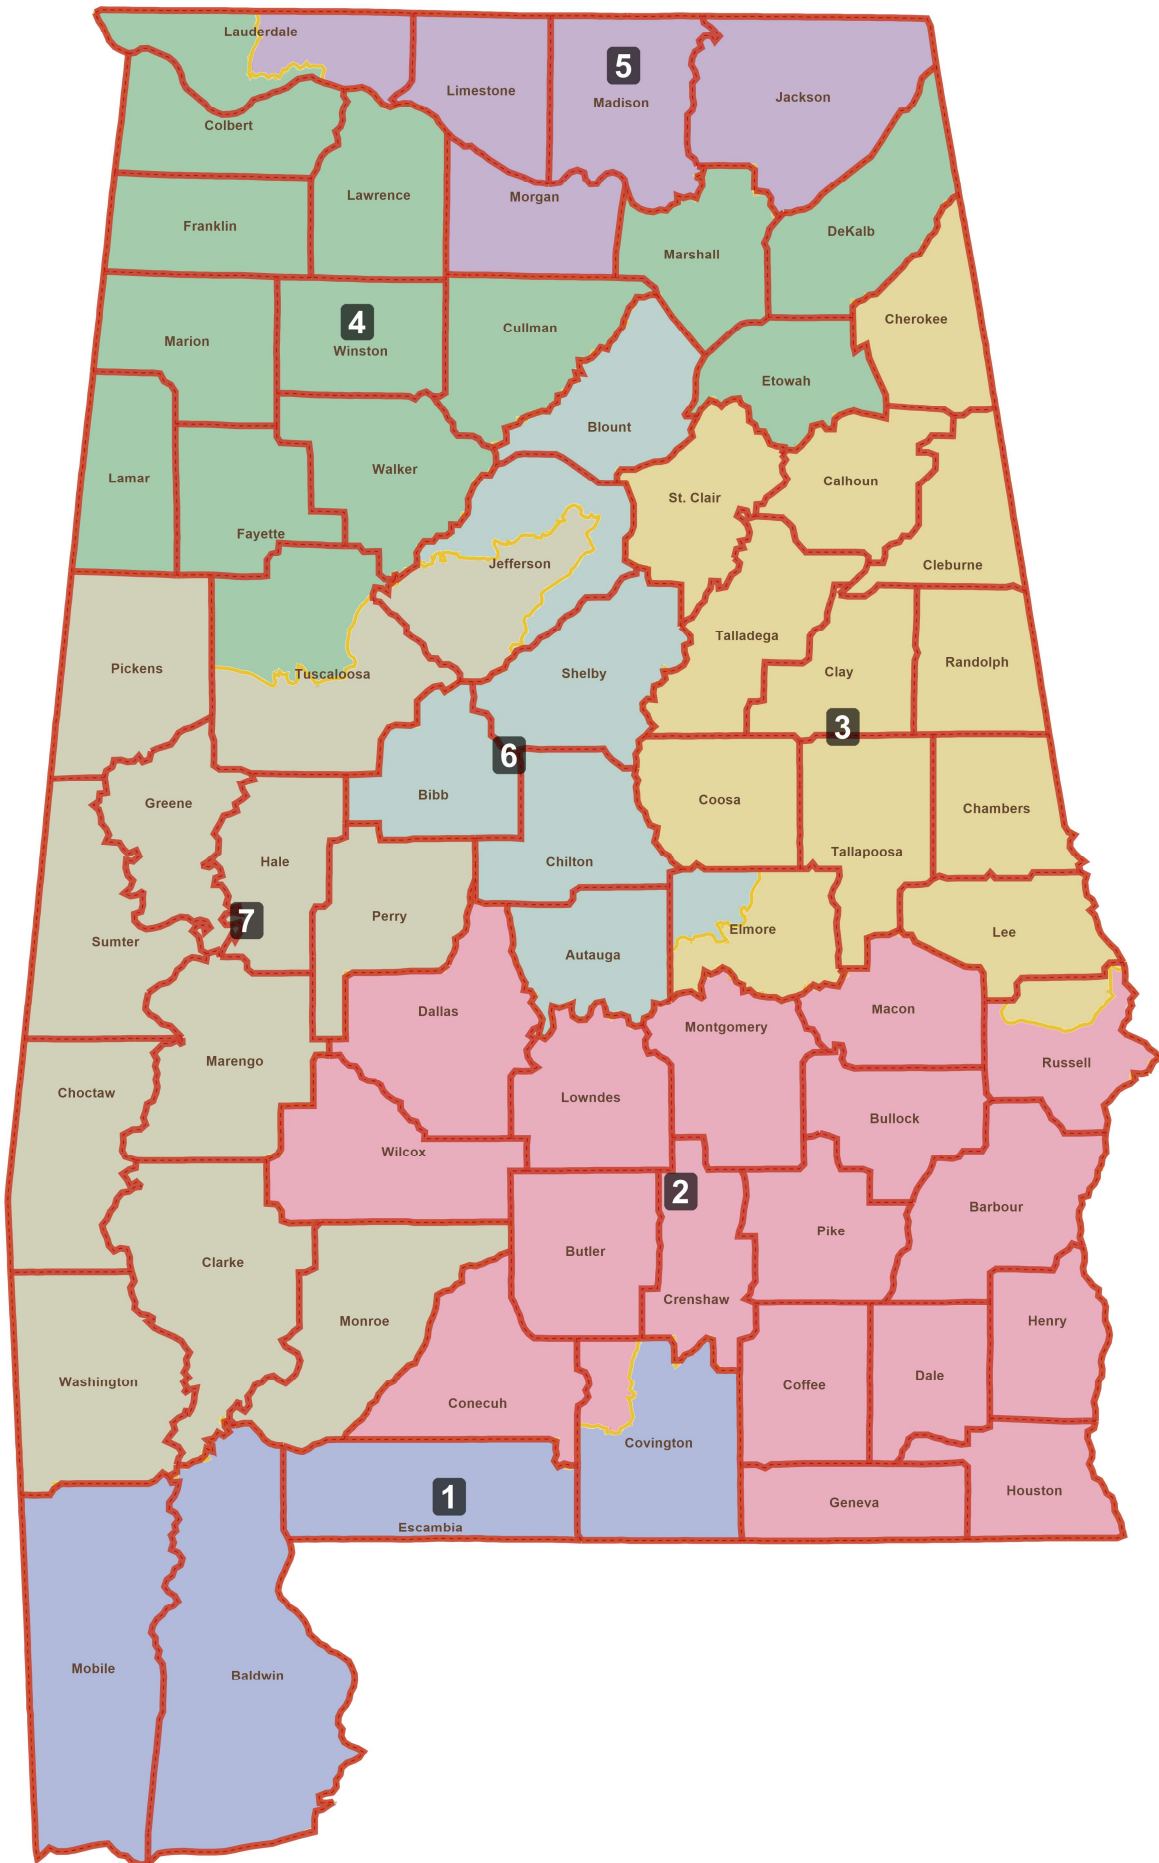 Lauderdale
5
Limestone
Madison
Jackson
Colbert
Lawrence
Morgan
Franklin
DeKalb
Marshall
4
Cherokee
Cullman
Marion
Winston
Etowah
Blount
Walker
Lamar
Calhoun
St. Clair
Fayette
Jefferson
Cleburne
Talladega
Pickens
Tuscaloosa
Shelby
Clay
Randolph
3
6
Bibb
Coosa
Greene
Chambers
Tallapoosa
Hale
Chilton
7
Perry
Elmore
Lee
Sumter
Autauga
Dallas
Macon
Montgomery
Marengo
Russell
Choctaw
Lowndes
Bullock
Wilcox
2
Barbour
Pike
Butler
Clarke
Crenshaw
Monroe
Henry
Washington
Coffee
Dale
Conecuh
Covington
1
Houston
Geneva
Escambia
Mobile
Baldwin